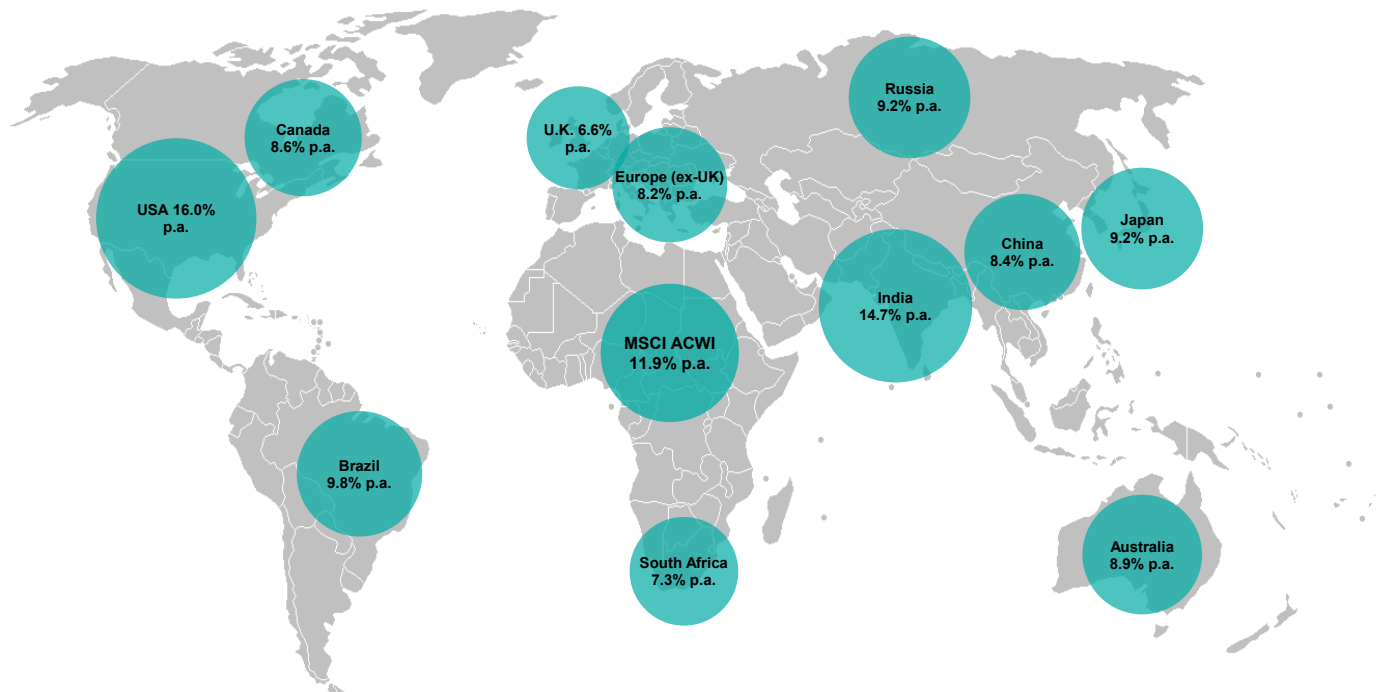 Russia
9.2% p.a.
Canada
8.6% p.a.
U.K. 6.6%
p.a.
Europe (ex-UK)
8.2% p.a.
USA 16.0%
p.a.
Japan
9.2% p.a.
China
8.4% p.a.
India
14.7% p.a.
MSCI ACWI
11.9% p.a.
Brazil
9.8% p.a.
South Africa
7.3% p.a.
Australia
8.9% p.a.